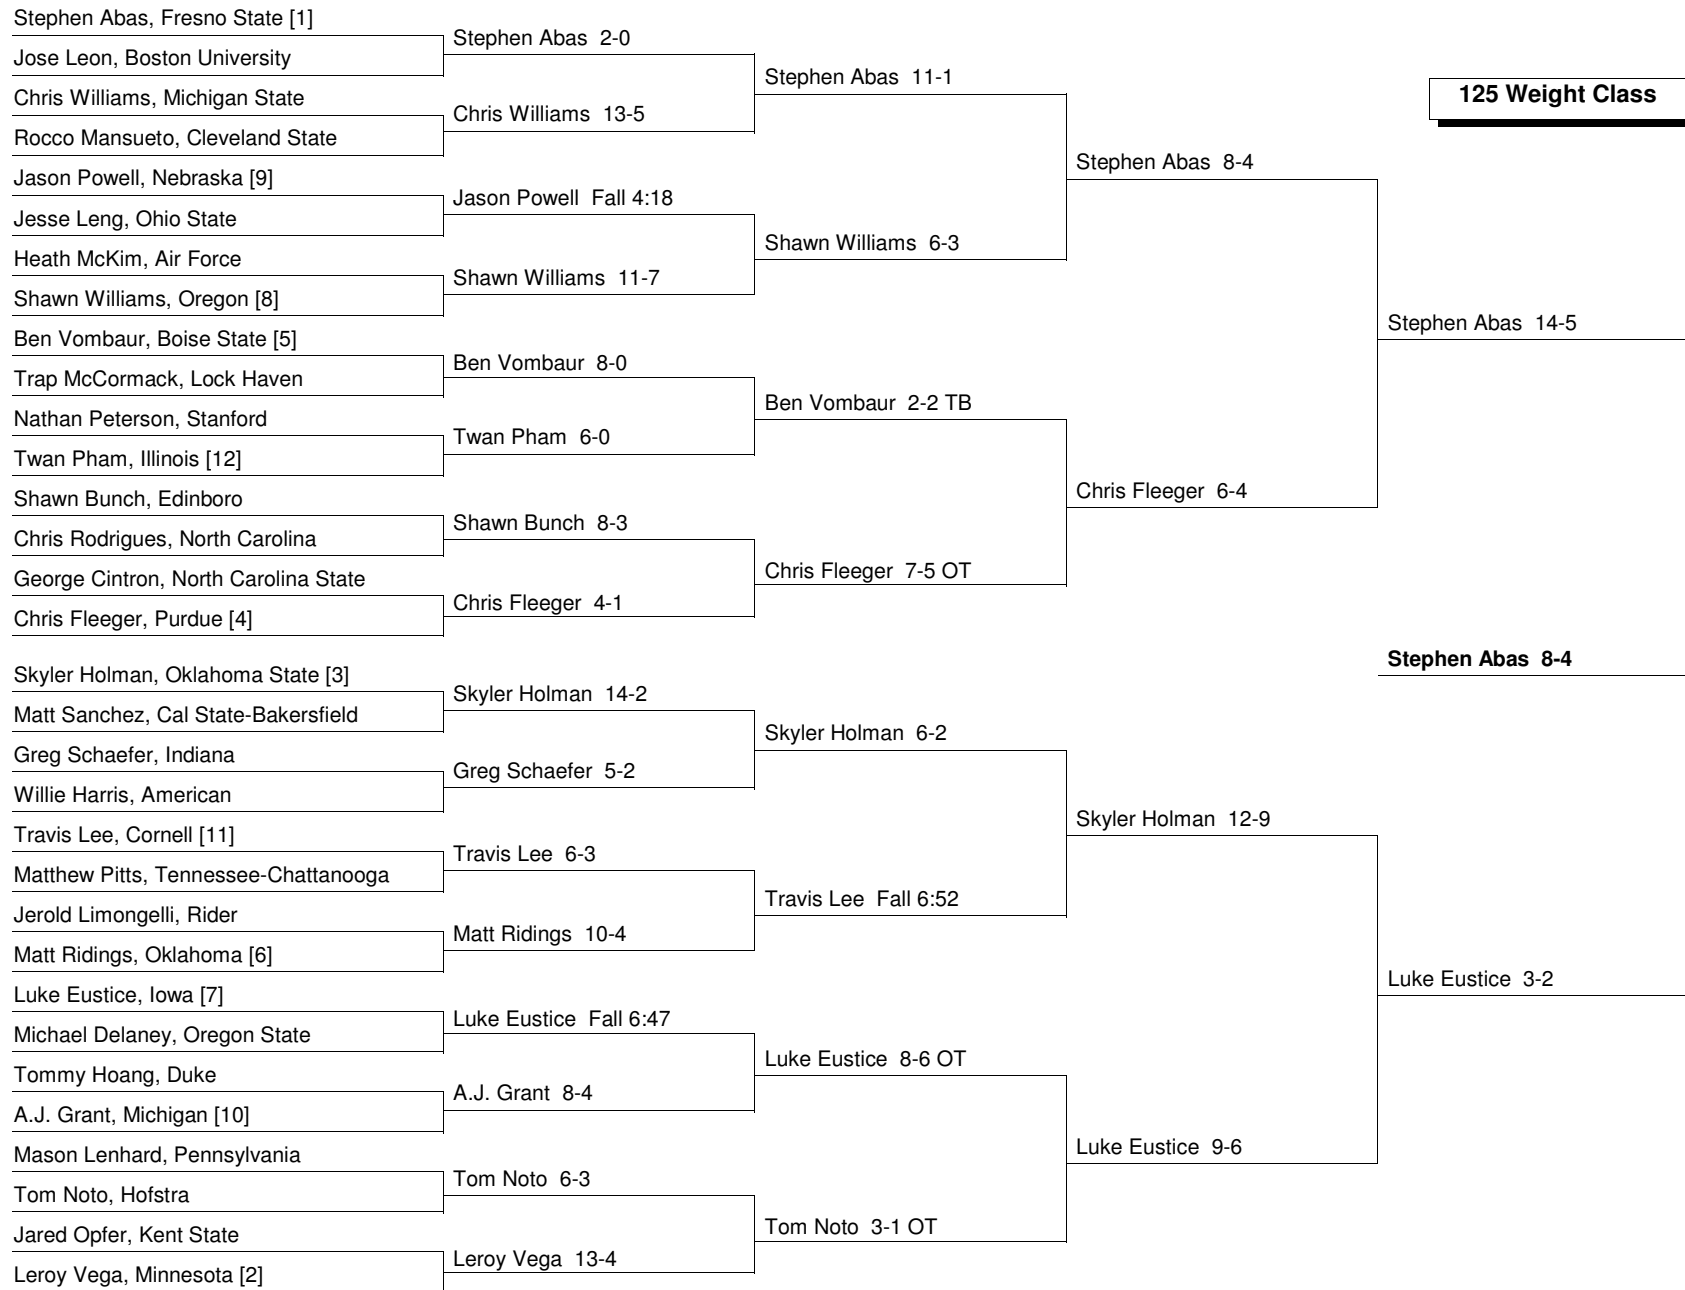 Stephen Abas, Fresno State [1]
Jose Leon, Boston University
Chris Williams, Michigan State
Rocco Mansueto, Cleveland State
Jason Powell, Nebraska [9]
Jesse Leng, Ohio State
Heath McKim, Air Force
Shawn Williams, Oregon [8]
Ben Vombaur, Boise State [5]
Trap McCormack, Lock Haven
Nathan Peterson, Stanford
Twan Pham, Illinois [12]
Shawn Bunch, Edinboro
Chris Rodrigues, North Carolina
George Cintron, North Carolina State
Chris Fleeger, Purdue [4]
Skyler Holman, Oklahoma State [3]
Matt Sanchez, Cal State-Bakersfield
Greg Schaefer, Indiana
Willie Harris, American
Travis Lee, Cornell [11]
Matthew Pitts, Tennessee-Chattanooga
Jerold Limongelli, Rider
Matt Ridings, Oklahoma [6]
Luke Eustice, Iowa [7]
Michael Delaney, Oregon State
Tommy Hoang, Duke
A.J. Grant, Michigan [10]
Mason Lenhard, Pennsylvania
Tom Noto, Hofstra
Jared Opfer, Kent State
Leroy Vega, Minnesota [2]
Stephen Abas 2-0
Chris Williams 13-5
Jason Powell Fall 4:18
Shawn Williams 11-7
Ben Vombaur 8-0
Twan Pham 6-0
Shawn Bunch 8-3
Chris Fleeger 4-1
Skyler Holman 14-2
Greg Schaefer 5-2
Travis Lee 6-3
Matt Ridings 10-4
Luke Eustice Fall 6:47
A.J. Grant 8-4
Tom Noto 6-3
Leroy Vega 13-4
Stephen Abas 11-1
Shawn Williams 6-3
Ben Vombaur 2-2 TB
Chris Fleeger 7-5 OT
Skyler Holman 6-2
Travis Lee Fall 6:52
Luke Eustice 8-6 OT
Tom Noto 3-1 OT
Stephen Abas 8-4
Chris Fleeger 6-4
Skyler Holman 12-9
Luke Eustice 9-6
125 Weight Class
Stephen Abas 14-5
Stephen Abas 8-4
Luke Eustice 3-2